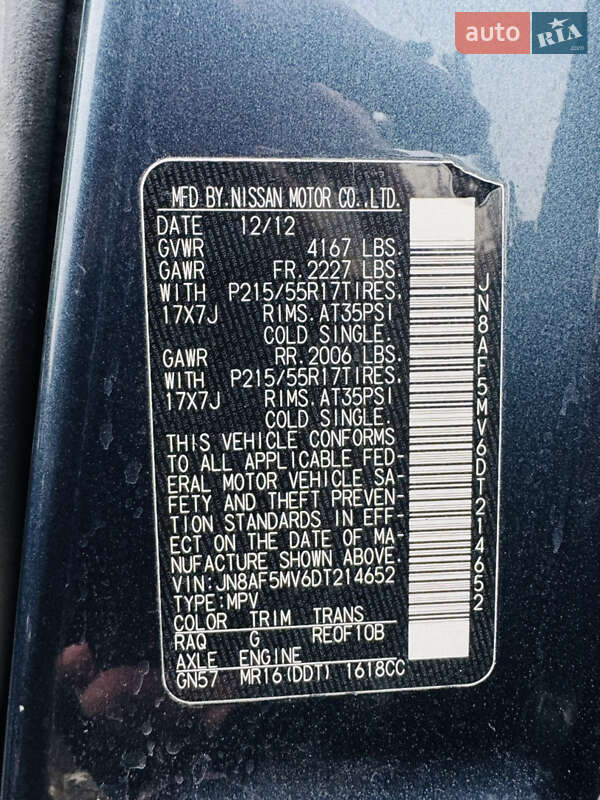 auto RIA .com
MFD BY.NISSAN MOTOR CO.,LTD.
DATE 12/12
GVWR 4167 LBS.
GAWR FR.2227 LBS.
WITH P215/55R17TIRES.
17X7J RIMS.AT35PSI
COLD SINGLE.
GAWR RR.2006 LBS.
WITH P215/55R17TIRES.
17X7J RIMS.AT35PSI
COLD SINGLE.
THIS VEHICLE CONFORMS
TO ALL APPLICABLE FED-
ERAL MOTOR VEHICLE SA-
FETY AND THEFT PREVEN-
TION STANDARDS IN EFF-
ECT ON THE DATE OF MA-
NUFACTURE SHOWN ABOVE.
VIN:JN8AF5MV6DT214652
TYPE:MPV
COLOR TRIM TRANS
RAQ G RE0F10B
AXLE ENGINE
GN57 MR16(DDT) 1618CC
JN8AF5MV6DT214652